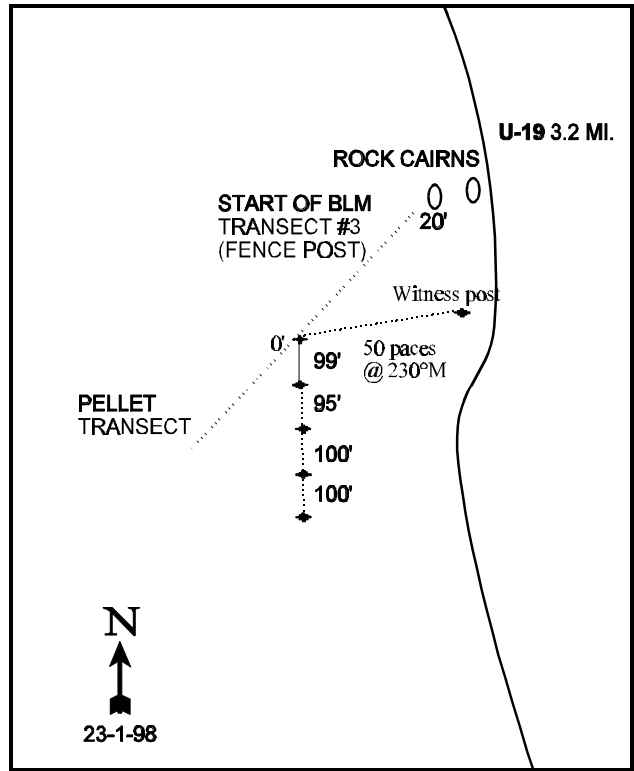 U-19 3.2 MI.
ROCK CAIRNS
START OF BLM
TRANSECT #3
(FENCE POST)
20'
Witness post
0'
50 paces
@ 230°M
99'
PELLET
TRANSECT
95'
100'
100'
N
23-1-98